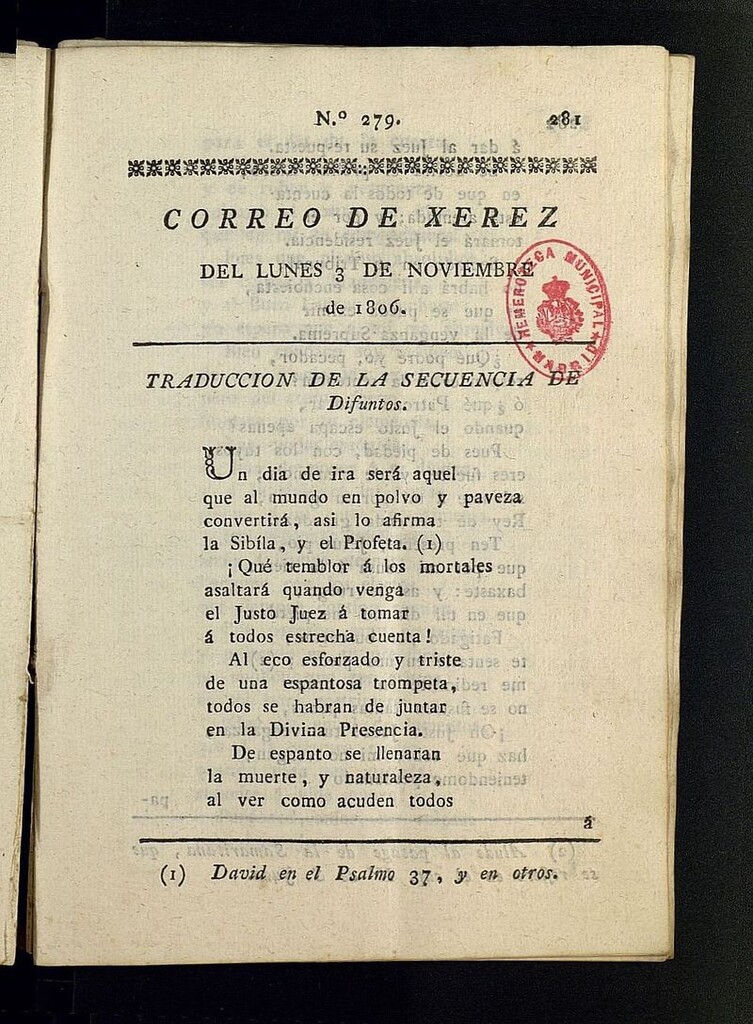 N.º 279. 281
CORREO DE XEREZ
DEL LUNES 3 DE NOVIEMBRE
de 1806.
HEMEROTECA MUNICIPAL
MADRID
TRADUCCION DE LA SECUENCIA DE
Difuntos.
Un dia de ira será aquel
que al mundo en polvo y paveza
convertirá, asi lo afirma
la Sibíla, y el Profeta. (1)
¡Qué temblor á los mortales
asaltará quando venga
el Justo Juez á tomar
á todos estrecha cuenta!
Al eco esforzado y triste
de una espantosa trompeta,
todos se habran de juntar
en la Divina Presencia.
De espanto se llenaran
la muerte, y naturaleza,
al ver como acuden todos
á
(1) David en el Psalmo 37, y en otros.